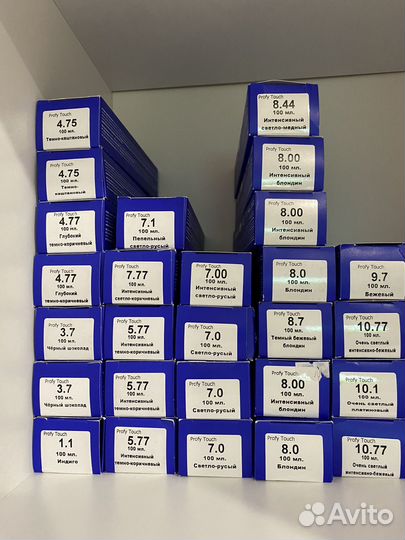 Profy Touch
4.75
100 мл.
Темно-каштановый
Profy Touch
4.75
100 мл.
Темно-
каштановый
Profy Touch
4.77
100 мл.
Глубокий
темно-коричневый
Profy Touch
4.77
100 мл.
Глубокий
темно-коричневый
Profy Touch
3.7
100 мл.
Чёрный шоколад
Profy Touch
3.7
100 мл.
Чёрный шоколад
Profy Touch
1.1
100 мл.
Индиго
Profy Touch
7.1
100 мл.
Пепельный
светло-русый
Profy Touch
7.77
100 мл.
Интенсивный
светло-коричневый
Profy Touch
5.77
100 мл.
Интенсивный
темно-коричневый
Profy Touch
5.77
100 мл.
Интенсивный
темно-коричневый
Profy Touch
5.77
100 мл.
Интенсивный
темно-коричневый
Profy Touch
7.00
100 мл.
Интенсивный
светло-русый
Profy Touch
7.0
100 мл.
Светло-русый
Profy Touch
7.0
100 мл.
Светло-русый
Profy Touch
7.0
100 мл.
Светло-русый
Profy Touch
8.44
100 мл.
Интенсивный
светло-медный
Profy Touch
8.00
100 мл.
Интенсивный
блондин
Profy Touch
8.00
100 мл.
Интенсивный
блондин
Profy Touch
8.0
100 мл.
Блондин
Profy Touch
8.7
100 мл.
Темный бежевый
блондин
Profy Touch
8.00
100 мл.
Интенсивный
блондин
Profy Touch
8.0
100 мл.
Блондин
Profy Touch
9.7
100 мл.
Бежевый
Profy Touch
10.77
100 мл.
Очень светлый
интенсивно-бежевый
Profy Touch
10.1
100 мл.
Очень светлый
платиновый
Profy Touch
10.77
100 мл.
Очень светлый
интенсивно-бежевый
Avito